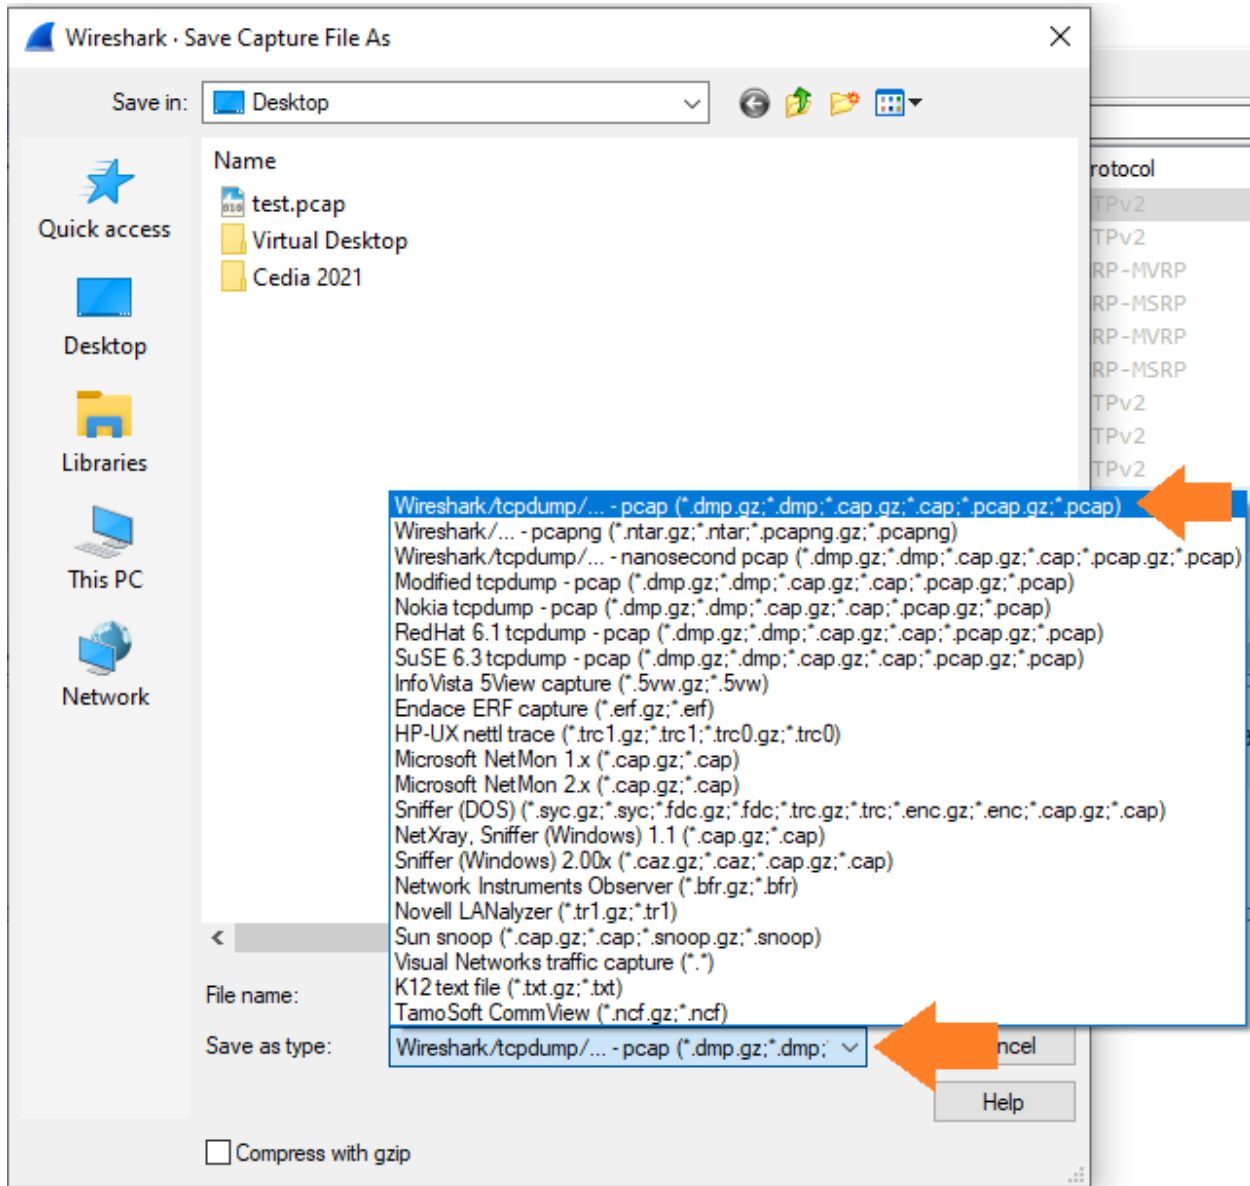 Wireshark · Save Capture File As
Save in:
Desktop
Name
test.pcap
Virtual Desktop
Cedia 2021
Quick access
Desktop
Libraries
This PC
Network
rotocol
TPv2
TPv2
RP-MVRP
RP-MSRP
RP-MVRP
RP-MSRP
TPv2
TPv2
TPv2
Wireshark/tcpdump/... - pcap (*.dmp.gz;*.dmp;*.cap.gz;*.cap;*.pcap.gz;*.pcap)
Wireshark/... - pcapng (*.ntar.gz;*.ntar;*.pcapng.gz;*.pcapng)
Wireshark/tcpdump/... - nanosecond pcap (*.dmp.gz;*.dmp;*.cap.gz;*.cap;*.pcap.gz;*.pcap)
Modified tcpdump - pcap (*.dmp.gz;*.dmp;*.cap.gz;*.cap;*.pcap.gz;*.pcap)
Nokia tcpdump - pcap (*.dmp.gz;*.dmp;*.cap.gz;*.cap;*.pcap.gz;*.pcap)
RedHat 6.1 tcpdump - pcap (*.dmp.gz;*.dmp;*.cap.gz;*.cap;*.pcap.gz;*.pcap)
SuSE 6.3 tcpdump - pcap (*.dmp.gz;*.dmp;*.cap.gz;*.cap;*.pcap.gz;*.pcap)
InfoVista 5View capture (*.5vw.gz;*.5vw)
Endace ERF capture (*.erf.gz;*.erf)
HP-UX nettl trace (*.trc1.gz;*.trc1;*.trc0.gz;*.trc0)
Microsoft NetMon 1.x (*.cap.gz;*.cap)
Microsoft NetMon 2.x (*.cap.gz;*.cap)
Sniffer (DOS) (*.syc.gz;*.syc;*.fdc.gz;*.fdc;*.trc.gz;*.trc;*.enc.gz;*.enc;*.cap.gz;*.cap)
NetXray, Sniffer (Windows) 1.1 (*.cap.gz;*.cap)
Sniffer (Windows) 2.00x (*.caz.gz;*.caz;*.cap.gz;*.cap)
Network Instruments Observer (*.bfr.gz;*.bfr)
Novell LANalyzer (*.tr1.gz;*.tr1)
Sun snoop (*.cap.gz;*.cap;*.snoop.gz;*.snoop)
Visual Networks traffic capture (*.*)
K12 text file (*.txt.gz;*.txt)
TamoSoft CommView (*.ncf.gz;*.ncf)
File name:
Save as type:
Wireshark/tcpdump/... - pcap (*.dmp.gz;*.dmp;
ncel
Help
Compress with gzip